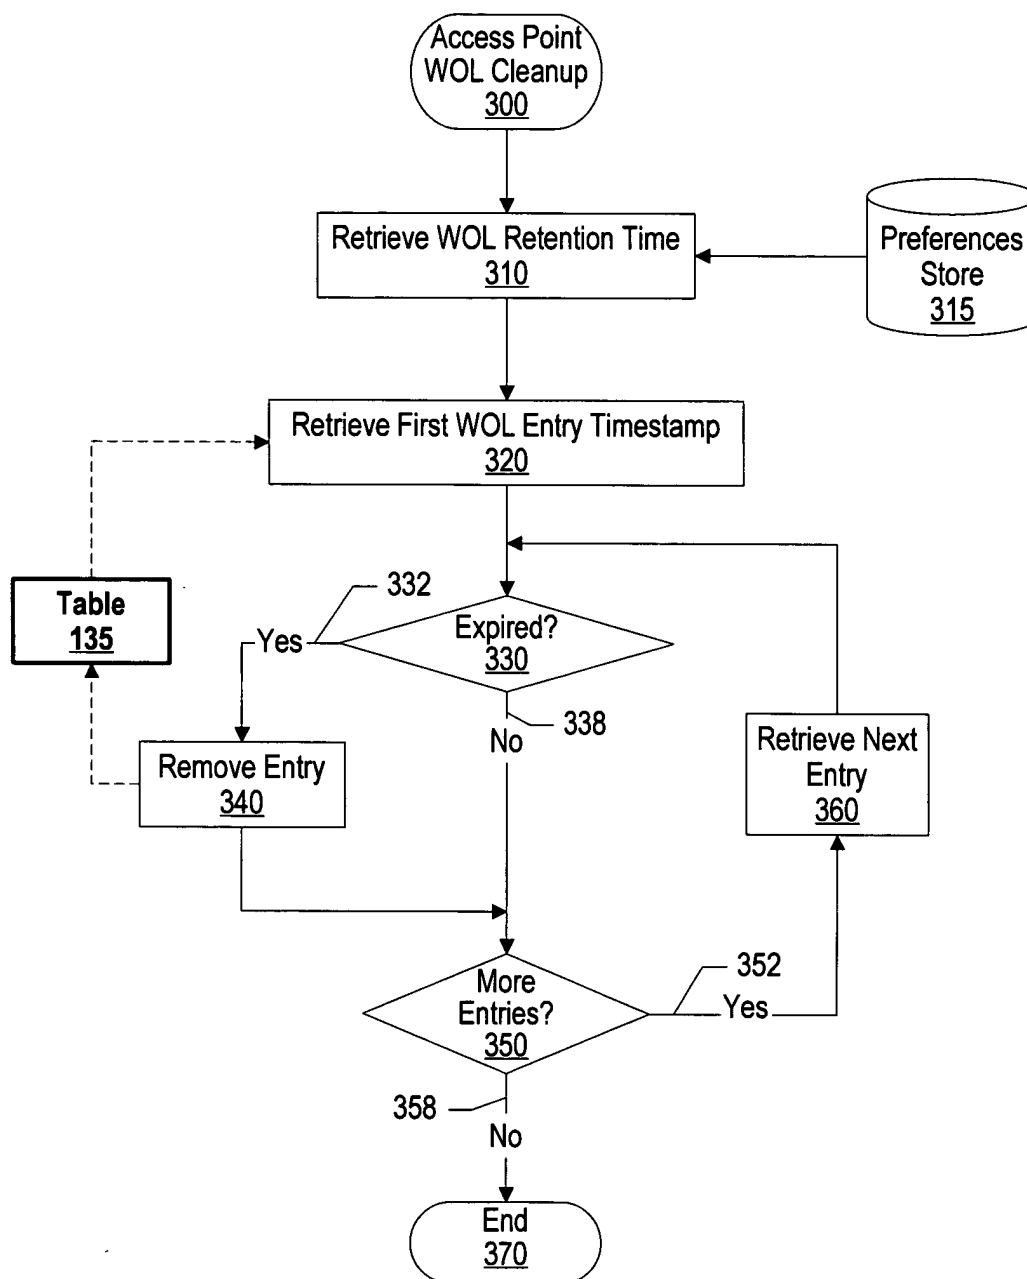 Access Point
WOL Cleanup
300
Retrieve WOL Retention Time
310
Preferences
Store
315
Retrieve First WOL Entry Timestamp
320
Table
135
332
Yes
Expired?
330
338
No
Remove Entry
340
Retrieve Next
Entry
360
More
Entries?
350
352
Yes
358
No
End
370